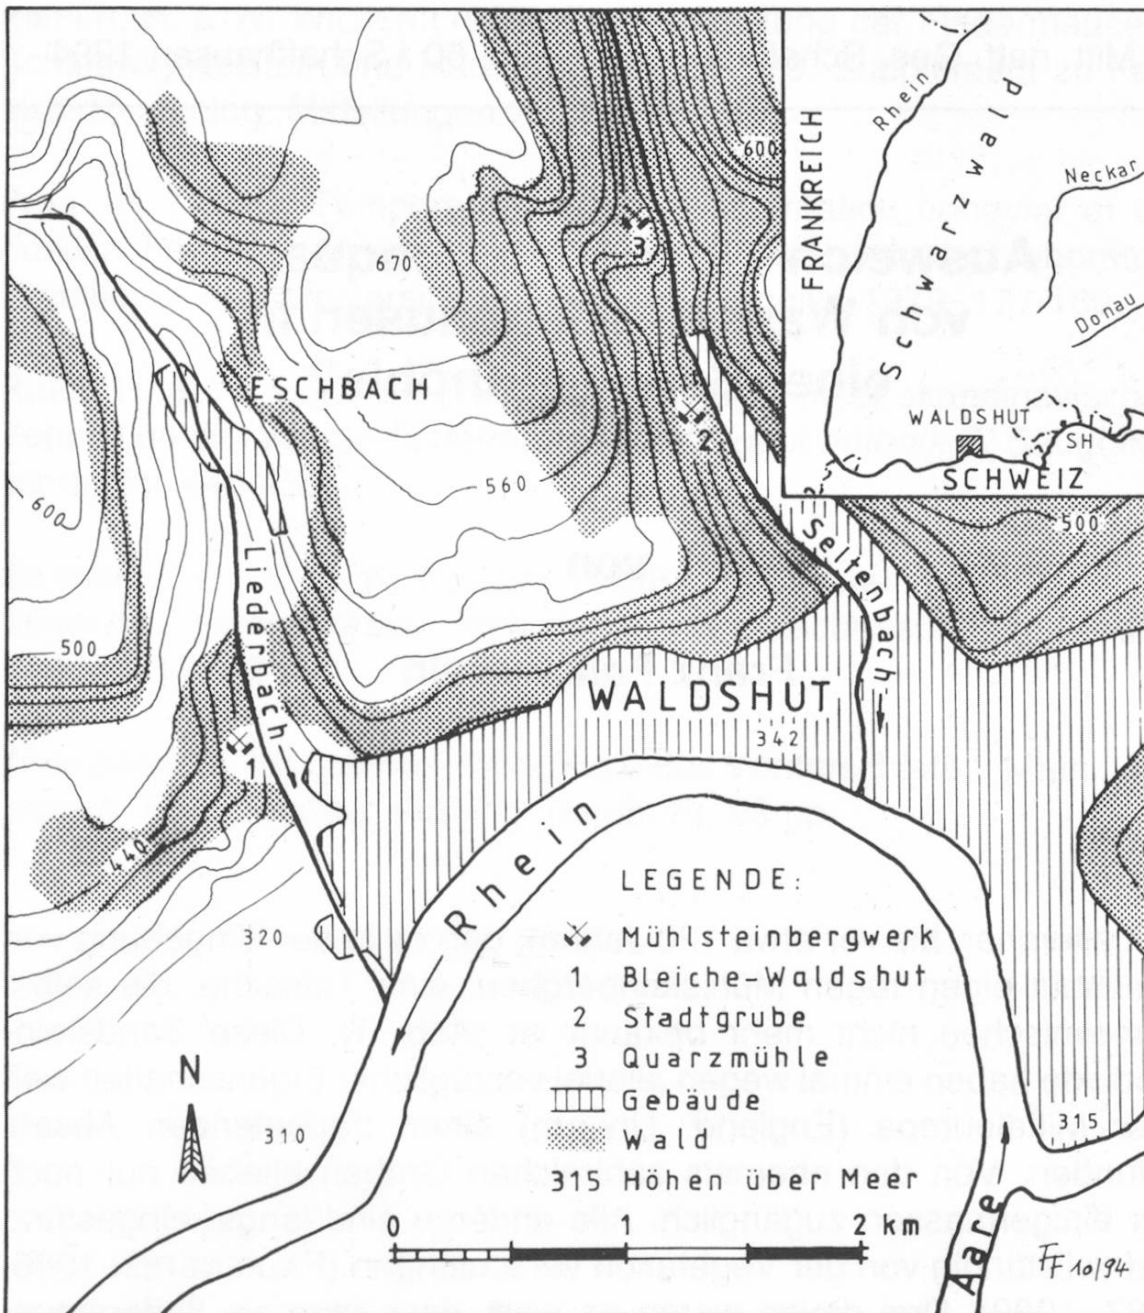 670
600
ESCHBACH
560
600
500
440
Liederbach
Seltenbach
500
WALDSHUT
342
1
2
3
Rhein
320
310
315
Aare
N
FRANKREICH
Rhein
Schwarzwald
Neckar
Donau
WALDSHUT
SH
SCHWEIZ
LEGENDE:
Mühlsteinbergwerk
1 Bleiche-Waldshut
2 Stadtgrube
3 Quarzmühle
Gebäude
Wald
315 Höhen über Meer
0 1 2 km
FF 10/94